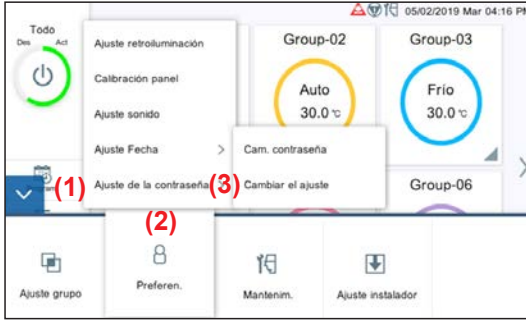 05/02/2019 Mar 04:16 PM
Todo
Des Act
Ajuste retroiluminación
Calibración panel
Ajuste sonido
Ajuste Fecha >
Ajuste de la contraseña
Group-02
Auto
30.0 °C
Group-03
Frío
30.0 °C
Cam. contraseña
Cambiar el ajuste
Group-06
(1)
(2)
(3)
Ajuste grupo
Preferen.
Mantenim.
Ajuste instalador